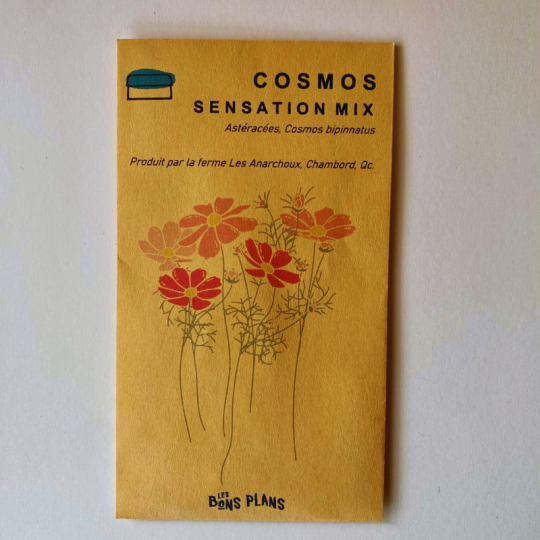 COSMOS
SENSATION MIX
Astéracées, Cosmos bipinnatus
Produit par la ferme Les Anarchoux, Chambord, Qc.
LES
BONS PLANS